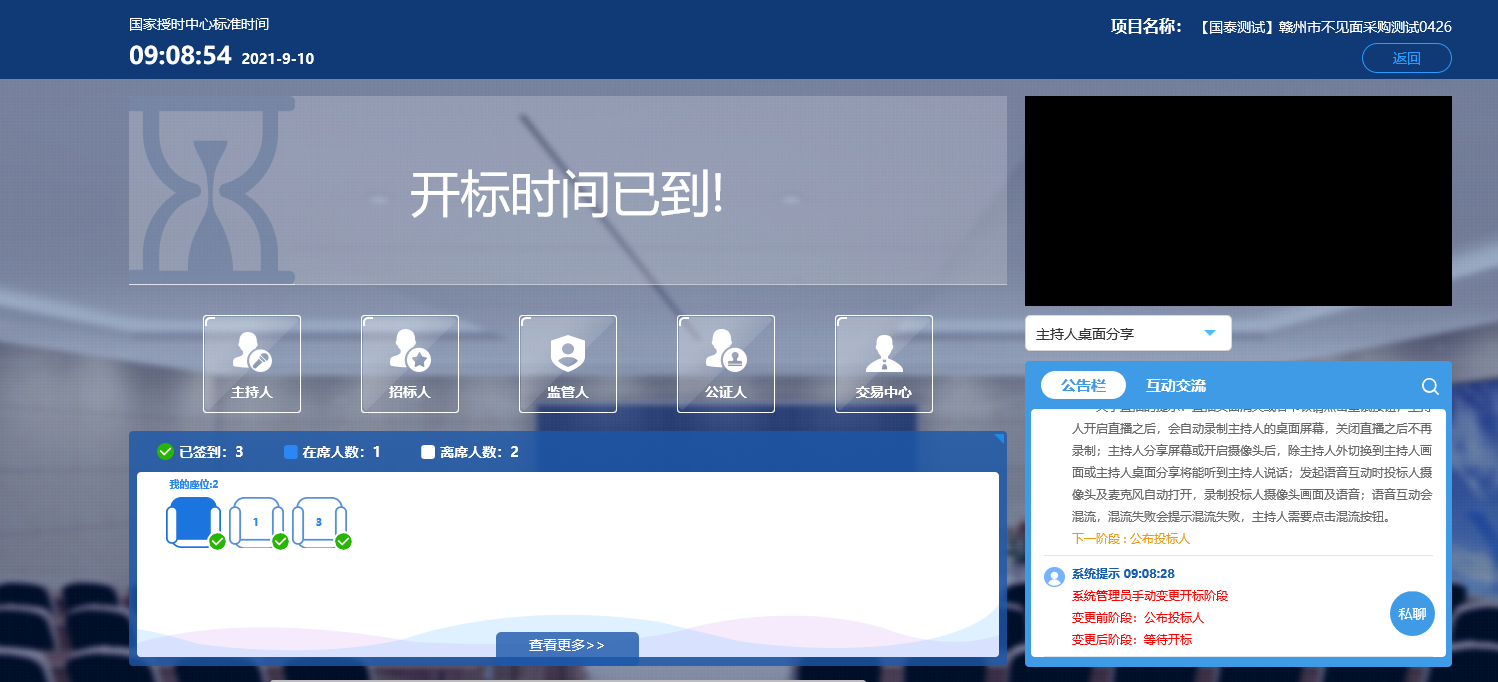 国家授时中心标准时间
09:08:54 2021-9-10
项目名称： 【国泰测试】赣州市不见面采购测试0426
返回
开标时间已到!
主持人
招标人
监管人
公证人
交易中心
已签到：3 在席人数：1 离席人数：2
我的座位:2
1
3
查看更多>>
主持人桌面分享
公告栏 互动交流
人开启直播之后，会自动录制主持人的桌面屏幕，关闭直播之后不再
录制；主持人分享屏幕或开启摄像头后，除主持人外切换到主持人画
面或主持人桌面分享将能听到主持人说话；发起语音互动时投标人摄
像头及麦克风自动打开，录制投标人摄像头画面及语音；语音互动会
混流，混流失败会提示混流失败，主持人需要点击混流按钮。
下一阶段 : 公布投标人
系统提示 09:08:28
系统管理员手动变更开标阶段
变更前阶段：公布投标人
变更后阶段：等待开标
私聊